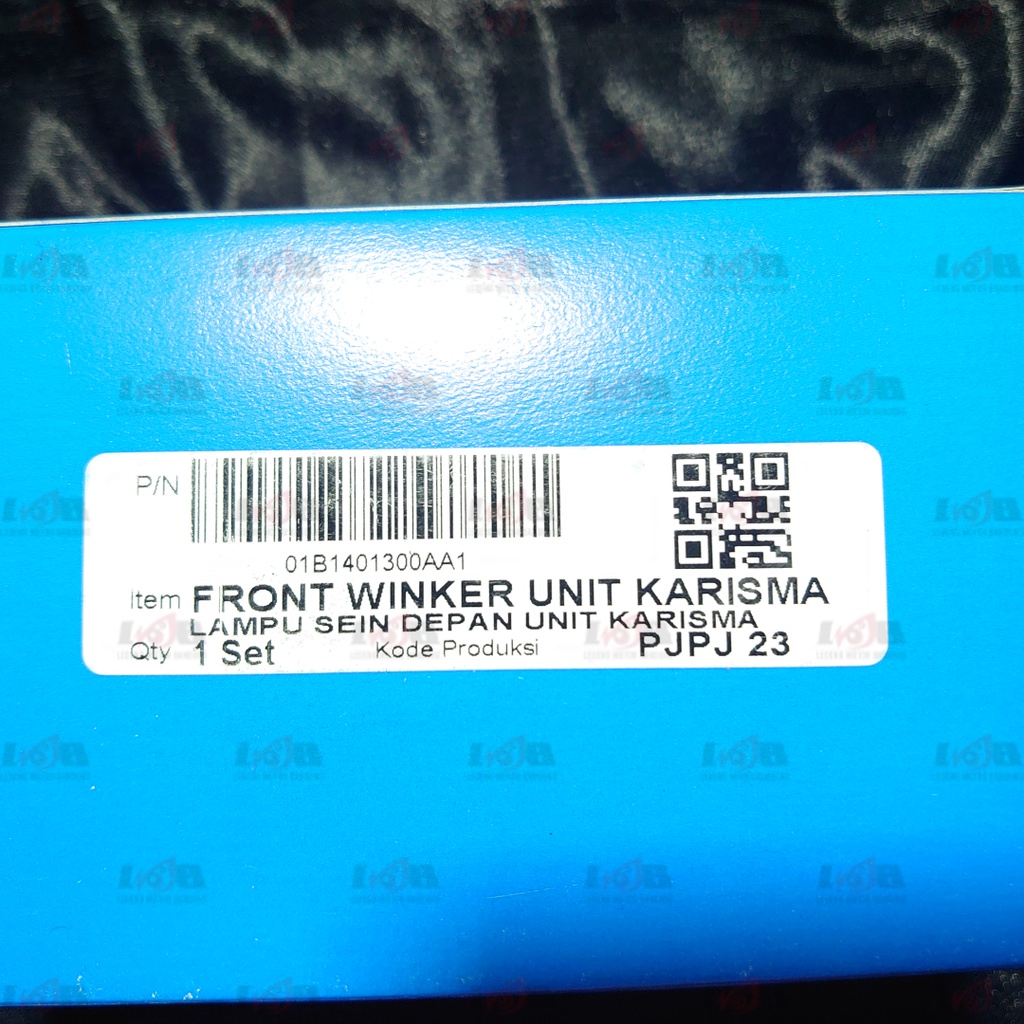 P/N
01B1401300AA1
Item FRONT WINKER UNIT KARISMA
LAMPU SEIN DEPAN UNIT KARISMA
Qty 1 Set Kode Produksi PJPJ 23